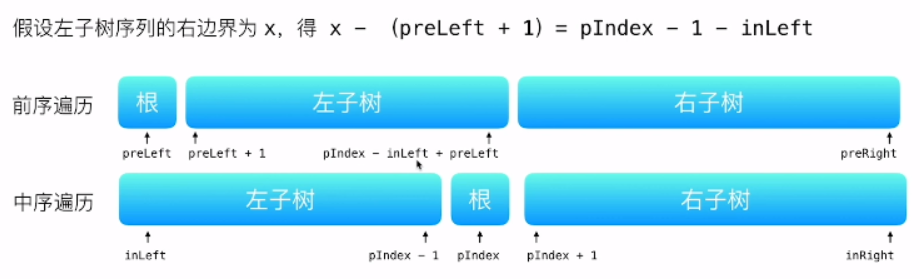 假设左子树序列的右边界为 x，得 x - (preLeft + 1) = pIndex - 1 - inLeft
前序遍历 根 左子树 右子树
preLeft preLeft + 1 pIndex - inLeft + preLeft preRight
中序遍历 左子树 根 右子树
inLeft pIndex - 1 pIndex pIndex + 1 inRight